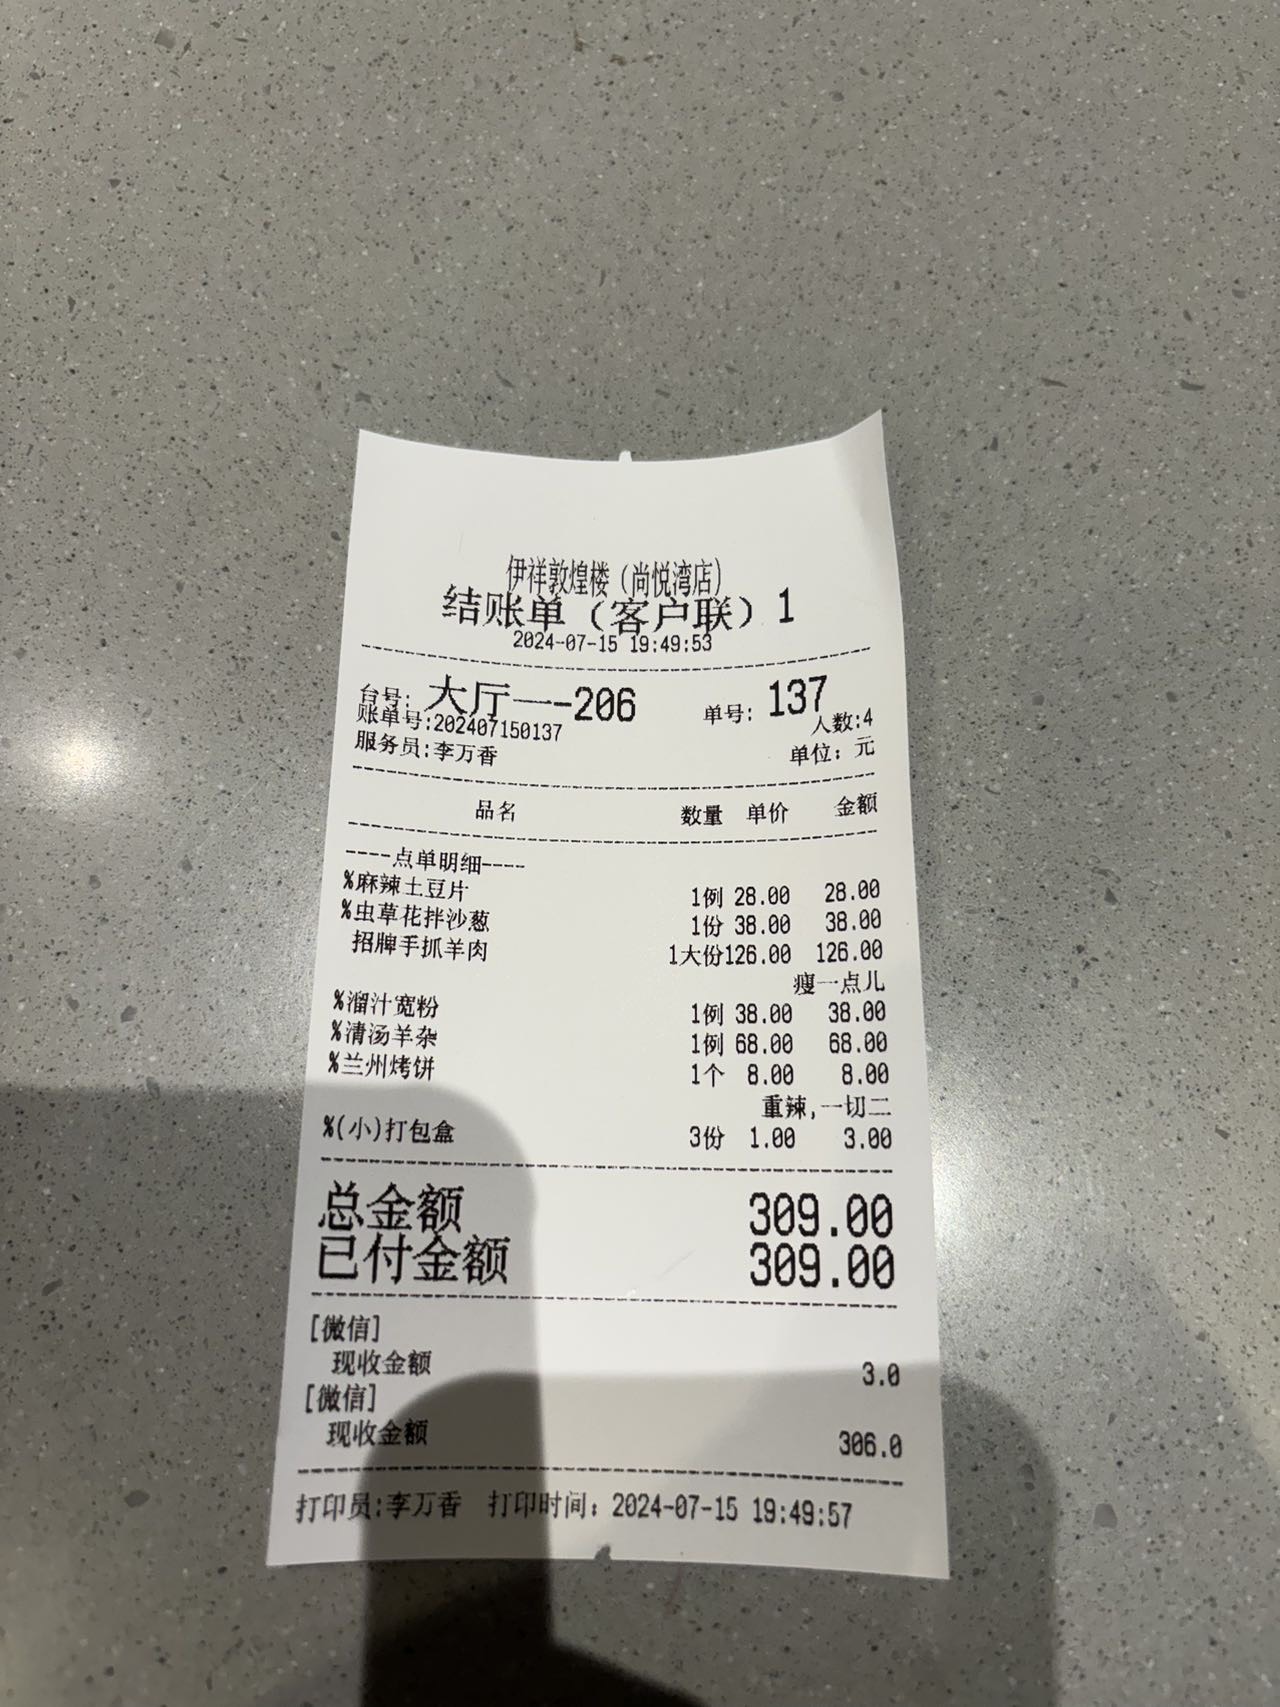 伊祥敦煌楼（尚悦湾店）
结账单（客户联）1
2024-07-15 19:49:53
台号: 大厅一-206 单号: 137
账单号:202407150137 人数:4
服务员:李万香 单位: 元
品名 数量 单价 金额
----点单明细----
%麻辣土豆片 1例 28.00 28.00
%虫草花拌沙葱 1份 38.00 38.00
招牌手抓羊肉 1大份126.00 126.00
瘦一点儿
%溜汁宽粉 1例 38.00 38.00
%清汤羊杂 1例 68.00 68.00
%兰州烤饼 1个 8.00 8.00
重辣,一切二
%(小)打包盒 3份 1.00 3.00
总金额 309.00
已付金额 309.00
[微信]
现收金额 3.0
[微信]
现收金额 306.0
打印员:李万香 打印时间: 2024-07-15 19:49:57